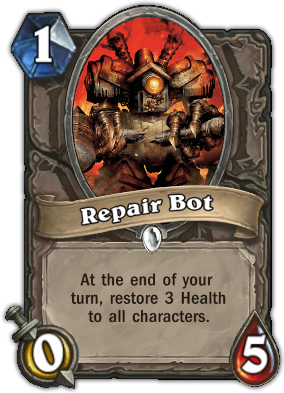 1
Repair Bot
At the end of your
turn, restore 3 Health
to all characters.
0
5